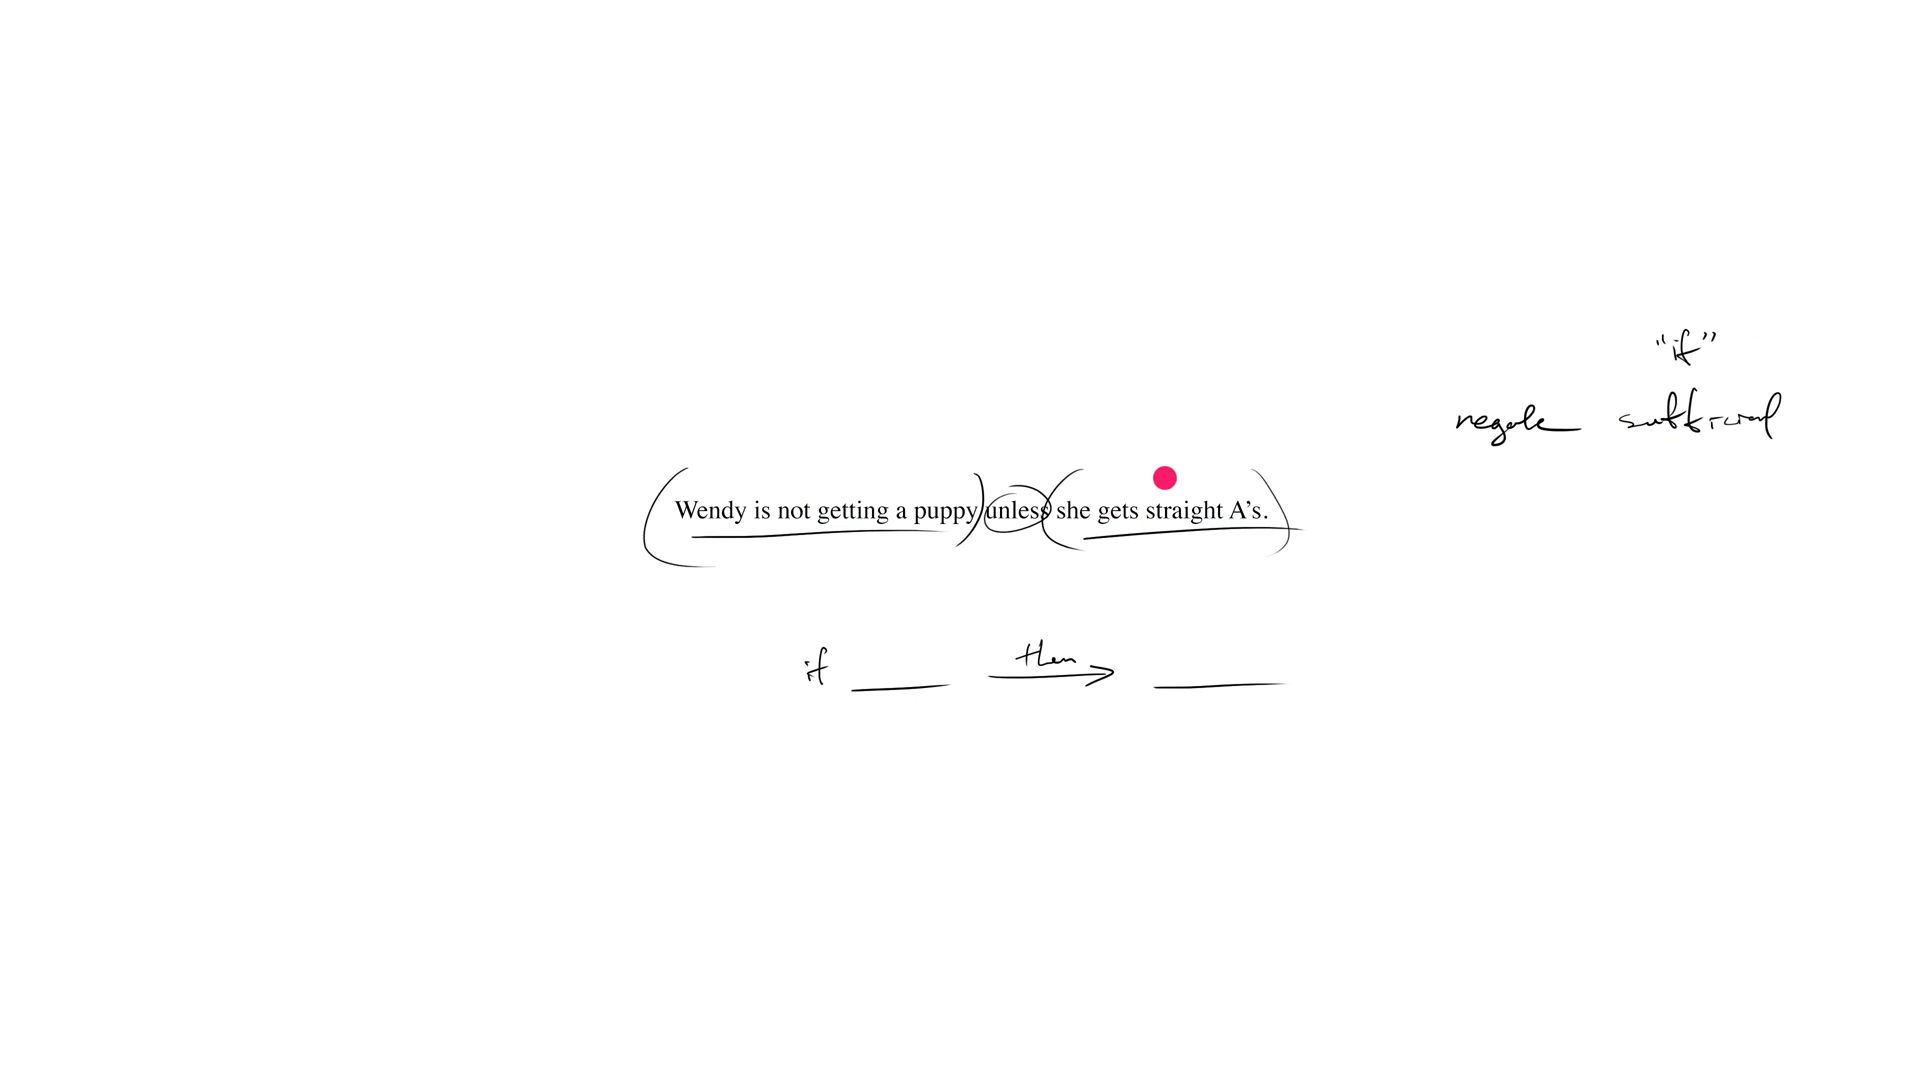 "if"
negate sufficient
Wendy is not getting a puppy unless she gets straight A’s.
then
if